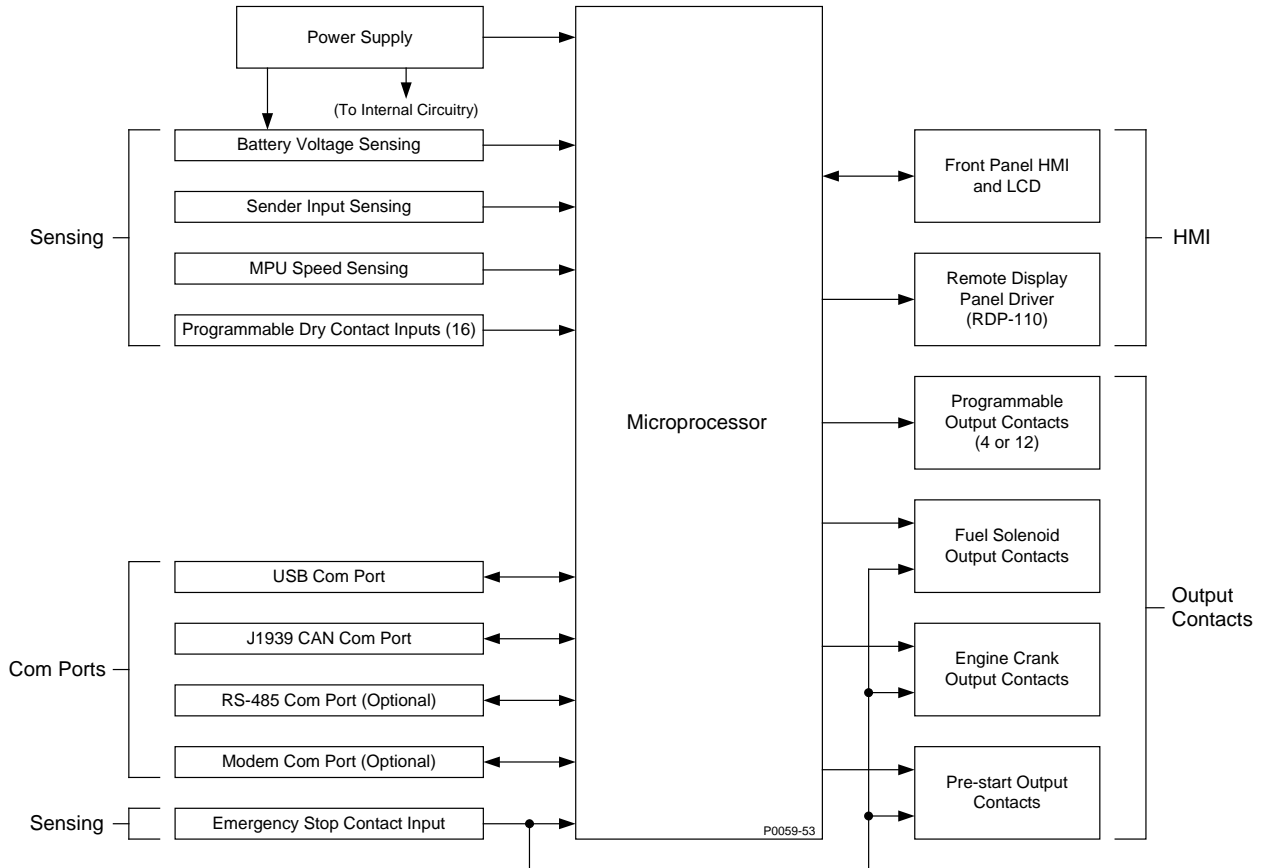 Power Supply
(To Internal Circuitry)
Sensing
Battery Voltage Sensing
Sender Input Sensing
MPU Speed Sensing
Programmable Dry Contact Inputs (16)
Com Ports
USB Com Port
J1939 CAN Com Port
RS-485 Com Port (Optional)
Modem Com Port (Optional)
Sensing
Emergency Stop Contact Input
Microprocessor
P0059-53
Front Panel HMI
and LCD
Remote Display
Panel Driver
(RDP-110)
HMI
Programmable
Output Contacts
(4 or 12)
Fuel Solenoid
Output Contacts
Engine Crank
Output Contacts
Pre-start Output
Contacts
Output
Contacts